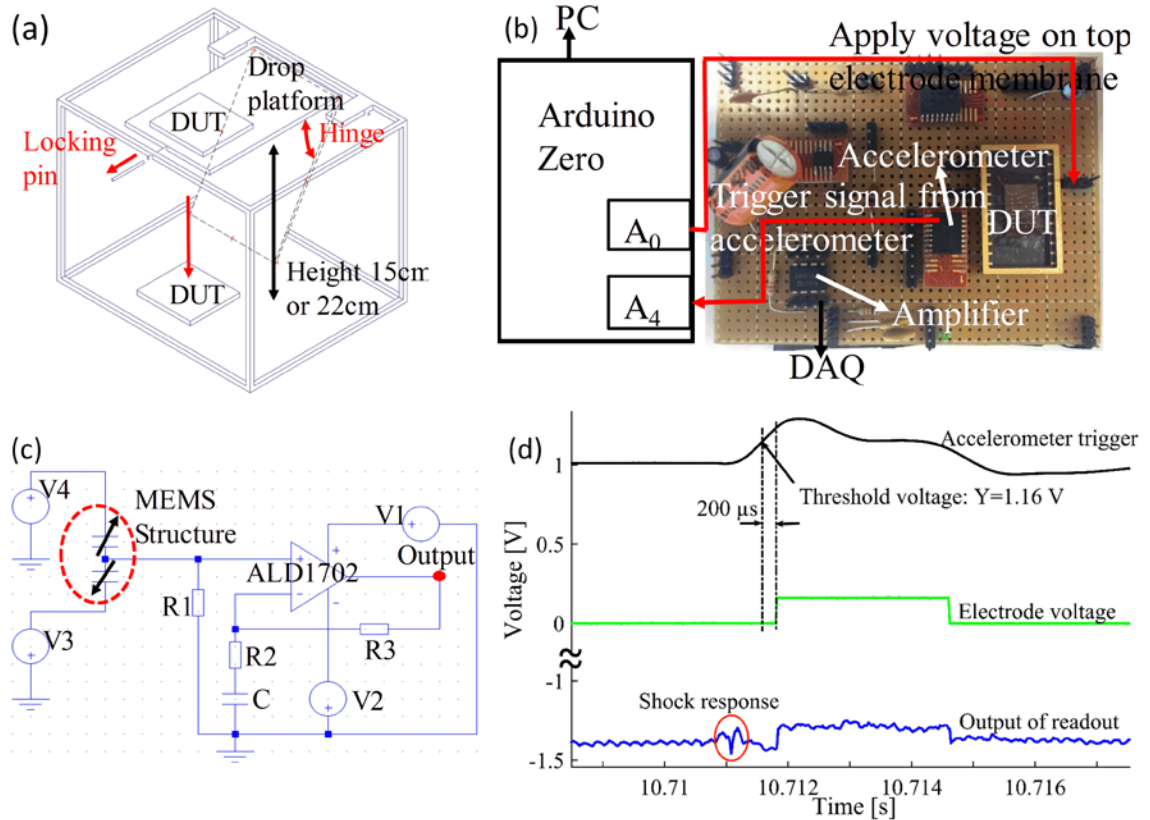 (a)
Drop
platform
DUT
Hinge
Locking
pin
DUT
Height 15cm
or 22cm
(b)
PC
Apply voltage on top
electrode membrane
Arduino
Zero
Accelerometer
Trigger signal from
accelerometer
DUT
A0
A4
Amplifier
DAQ
(c)
V4
MEMS
Structure
V1
Output
ALD1702
R1
V3
R2
R3
C
V2
(d)
Accelerometer trigger
1
Threshold voltage: Y=1.16 V
200 µs
0.5
Voltage [V]
Electrode voltage
0
-1
Shock response
Output of readout
-1.5
10.71
10.712
10.714
10.716
Time [s]